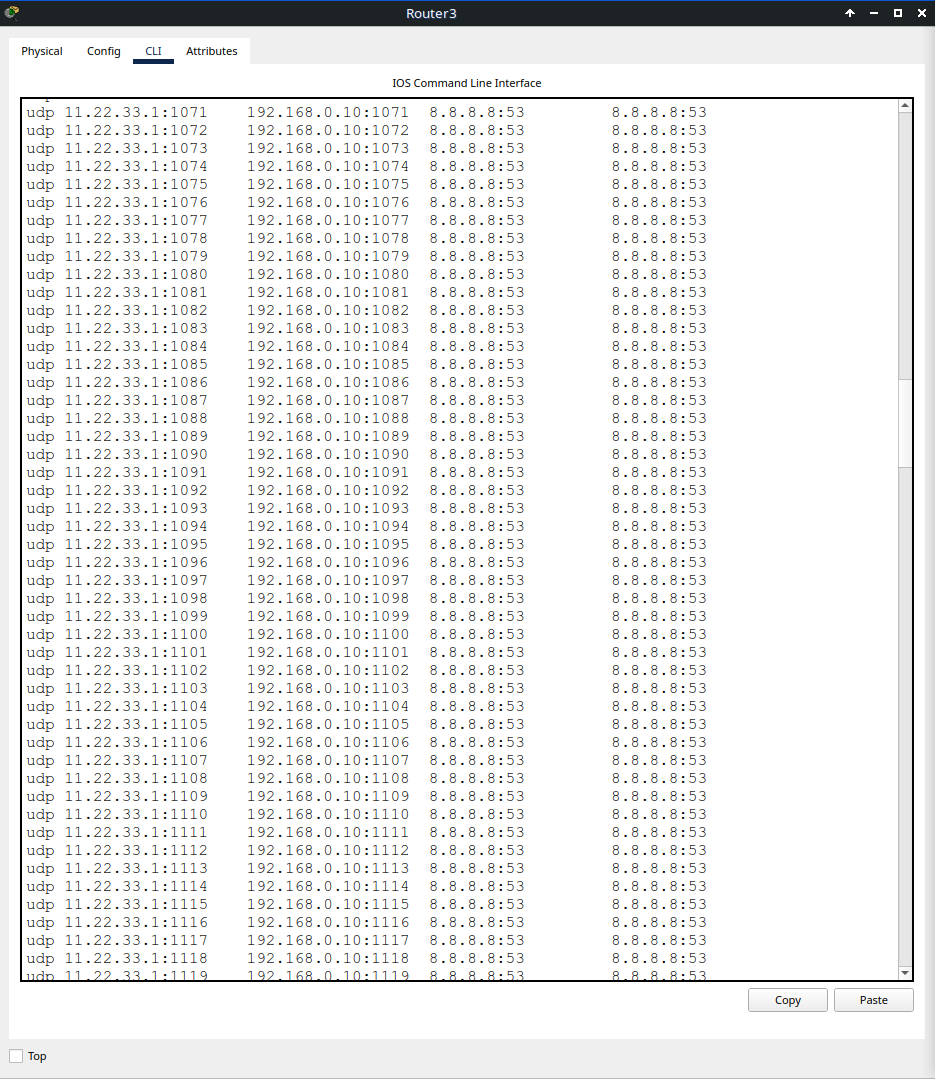 Router3
Physical Config CLI Attributes
IOS Command Line Interface
udp 11.22.33.1:1071 192.168.0.10:1071 8.8.8.8:53 8.8.8.8:53
udp 11.22.33.1:1072 192.168.0.10:1072 8.8.8.8:53 8.8.8.8:53
udp 11.22.33.1:1073 192.168.0.10:1073 8.8.8.8:53 8.8.8.8:53
udp 11.22.33.1:1074 192.168.0.10:1074 8.8.8.8:53 8.8.8.8:53
udp 11.22.33.1:1075 192.168.0.10:1075 8.8.8.8:53 8.8.8.8:53
udp 11.22.33.1:1076 192.168.0.10:1076 8.8.8.8:53 8.8.8.8:53
udp 11.22.33.1:1077 192.168.0.10:1077 8.8.8.8:53 8.8.8.8:53
udp 11.22.33.1:1078 192.168.0.10:1078 8.8.8.8:53 8.8.8.8:53
udp 11.22.33.1:1079 192.168.0.10:1079 8.8.8.8:53 8.8.8.8:53
udp 11.22.33.1:1080 192.168.0.10:1080 8.8.8.8:53 8.8.8.8:53
udp 11.22.33.1:1081 192.168.0.10:1081 8.8.8.8:53 8.8.8.8:53
udp 11.22.33.1:1082 192.168.0.10:1082 8.8.8.8:53 8.8.8.8:53
udp 11.22.33.1:1083 192.168.0.10:1083 8.8.8.8:53 8.8.8.8:53
udp 11.22.33.1:1084 192.168.0.10:1084 8.8.8.8:53 8.8.8.8:53
udp 11.22.33.1:1085 192.168.0.10:1085 8.8.8.8:53 8.8.8.8:53
udp 11.22.33.1:1086 192.168.0.10:1086 8.8.8.8:53 8.8.8.8:53
udp 11.22.33.1:1087 192.168.0.10:1087 8.8.8.8:53 8.8.8.8:53
udp 11.22.33.1:1088 192.168.0.10:1088 8.8.8.8:53 8.8.8.8:53
udp 11.22.33.1:1089 192.168.0.10:1089 8.8.8.8:53 8.8.8.8:53
udp 11.22.33.1:1090 192.168.0.10:1090 8.8.8.8:53 8.8.8.8:53
udp 11.22.33.1:1091 192.168.0.10:1091 8.8.8.8:53 8.8.8.8:53
udp 11.22.33.1:1092 192.168.0.10:1092 8.8.8.8:53 8.8.8.8:53
udp 11.22.33.1:1093 192.168.0.10:1093 8.8.8.8:53 8.8.8.8:53
udp 11.22.33.1:1094 192.168.0.10:1094 8.8.8.8:53 8.8.8.8:53
udp 11.22.33.1:1095 192.168.0.10:1095 8.8.8.8:53 8.8.8.8:53
udp 11.22.33.1:1096 192.168.0.10:1096 8.8.8.8:53 8.8.8.8:53
udp 11.22.33.1:1097 192.168.0.10:1097 8.8.8.8:53 8.8.8.8:53
udp 11.22.33.1:1098 192.168.0.10:1098 8.8.8.8:53 8.8.8.8:53
udp 11.22.33.1:1099 192.168.0.10:1099 8.8.8.8:53 8.8.8.8:53
udp 11.22.33.1:1100 192.168.0.10:1100 8.8.8.8:53 8.8.8.8:53
udp 11.22.33.1:1101 192.168.0.10:1101 8.8.8.8:53 8.8.8.8:53
udp 11.22.33.1:1102 192.168.0.10:1102 8.8.8.8:53 8.8.8.8:53
udp 11.22.33.1:1103 192.168.0.10:1103 8.8.8.8:53 8.8.8.8:53
udp 11.22.33.1:1104 192.168.0.10:1104 8.8.8.8:53 8.8.8.8:53
udp 11.22.33.1:1105 192.168.0.10:1105 8.8.8.8:53 8.8.8.8:53
udp 11.22.33.1:1106 192.168.0.10:1106 8.8.8.8:53 8.8.8.8:53
udp 11.22.33.1:1107 192.168.0.10:1107 8.8.8.8:53 8.8.8.8:53
udp 11.22.33.1:1108 192.168.0.10:1108 8.8.8.8:53 8.8.8.8:53
udp 11.22.33.1:1109 192.168.0.10:1109 8.8.8.8:53 8.8.8.8:53
udp 11.22.33.1:1110 192.168.0.10:1110 8.8.8.8:53 8.8.8.8:53
udp 11.22.33.1:1111 192.168.0.10:1111 8.8.8.8:53 8.8.8.8:53
udp 11.22.33.1:1112 192.168.0.10:1112 8.8.8.8:53 8.8.8.8:53
udp 11.22.33.1:1113 192.168.0.10:1113 8.8.8.8:53 8.8.8.8:53
udp 11.22.33.1:1114 192.168.0.10:1114 8.8.8.8:53 8.8.8.8:53
udp 11.22.33.1:1115 192.168.0.10:1115 8.8.8.8:53 8.8.8.8:53
udp 11.22.33.1:1116 192.168.0.10:1116 8.8.8.8:53 8.8.8.8:53
udp 11.22.33.1:1117 192.168.0.10:1117 8.8.8.8:53 8.8.8.8:53
udp 11.22.33.1:1118 192.168.0.10:1118 8.8.8.8:53 8.8.8.8:53
udp 11.22.33.1:1119 192.168.0.10:1119 8.8.8.8:53 8.8.8.8:53
Copy Paste
Top